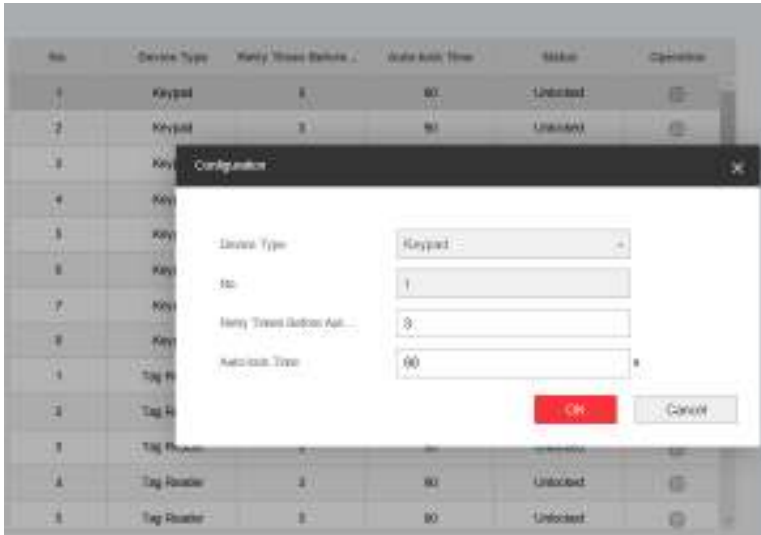 No. Device Type Retry Times Before ... Auto-lock Time Status Operation
1 Keypad 3 90 Unlocked
2 Keypad 3 90 Unlocked
3
Configuration
4
5
Device Type Keypad
6
No. 1
7
Retry Times Before Aut... 3
8
Auto-lock Time 90 s
1 Tag
2 Tag
OK Cancel
3 Tag
4 Tag Reader 3 90 Unlocked
5 Tag Reader 3 90 Unlocked